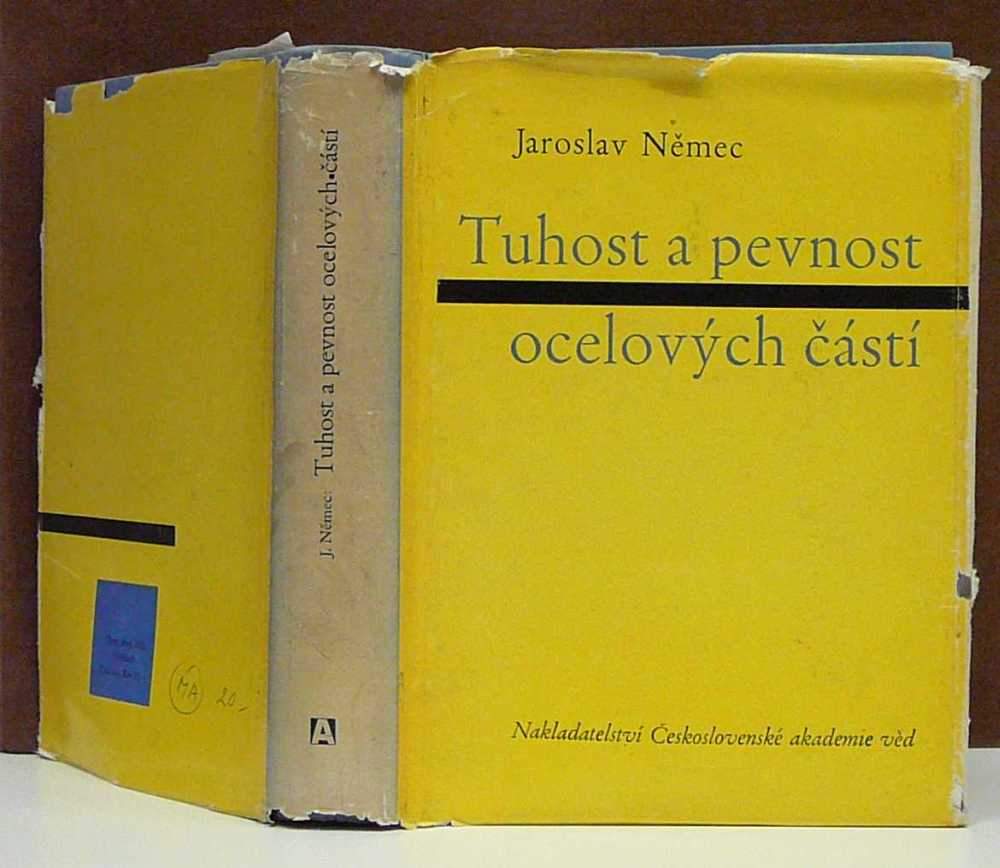 Jaroslav Němec
Tuhost a pevnost
ocelových částí
Nakladatelství Československé akademie věd
J. Němec: Tuhost a pevnost ocelových částí
A
MA 20,-